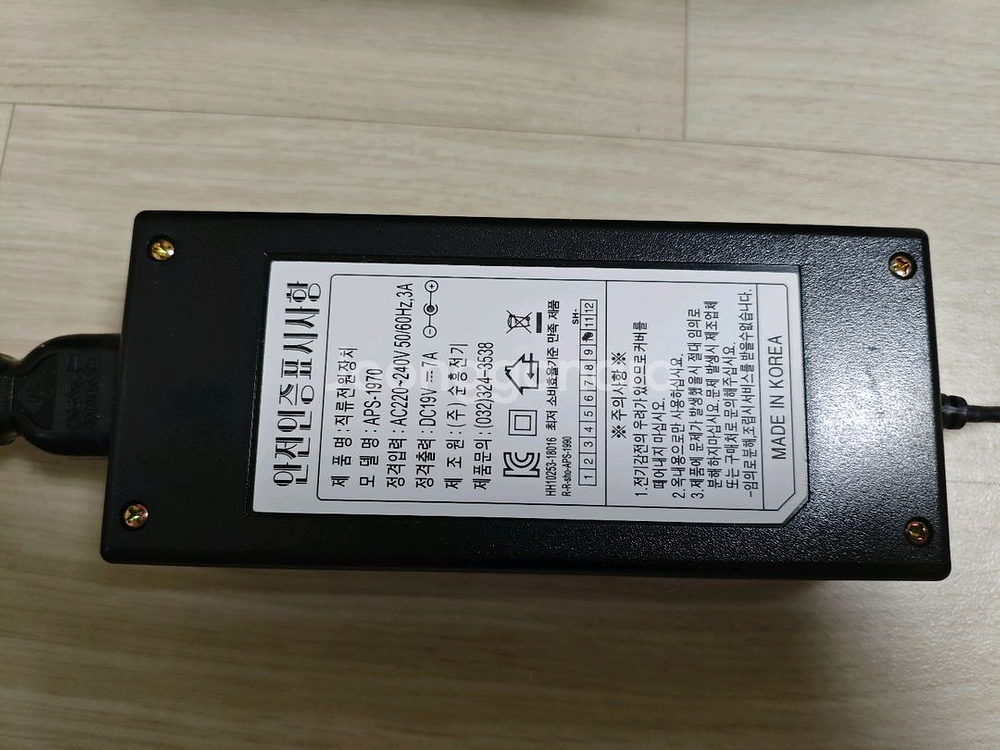 안전인증표시사항
제 품 명 : 직류전원장치
모 델 명 : APS-1970
정격입력 : AC220~240V 50/60Hz,3A
정격출력 : DC19V 7A
제 조 원 : (주) 순흥전기
제품문의 : (032)324-3538
HH10253-18016 최저 소비효율기준 만족 제품
R-R-sho-APS-1990
SH-
1 2 3 4 5 6 7 8 9 11 12
※주의사항※
1.전기감전의 우려가 있으므로 커버를
떼어내지 마십시오.
2.옥내용으로만 사용하십시요.
3.제품에 문제가 발생했을시 절대 임의로
분해하지마십시요.문제 발생시 제조업체
또는 구매처로 문의해주십시요.
-임의로분해,조립시서비스를 받을수없습니다.
MADE IN KOREA